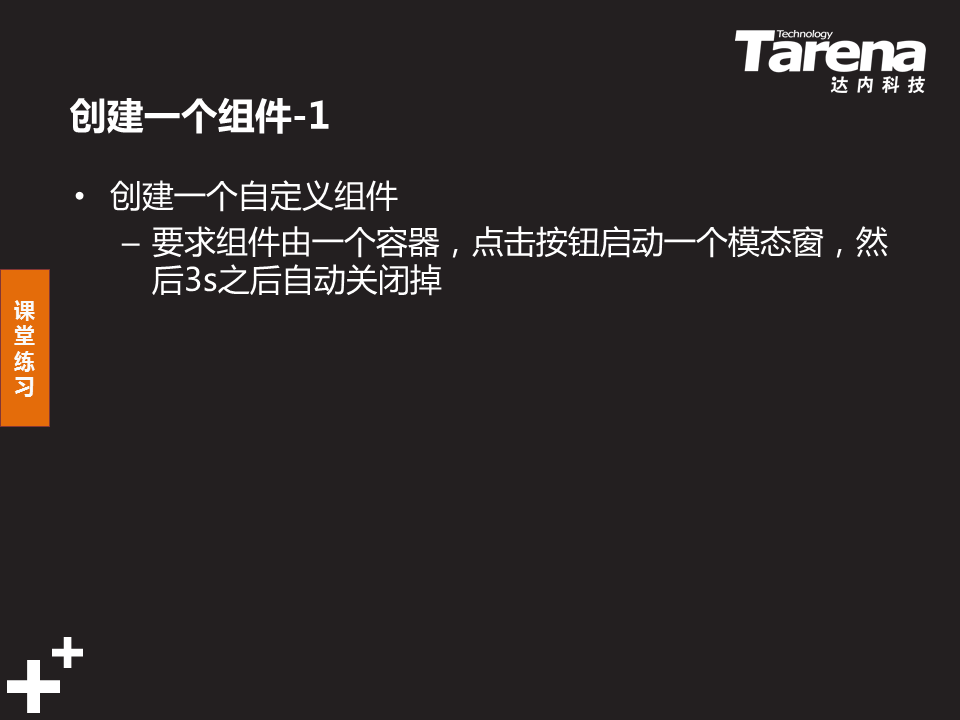 Technology
Tarena
达内科技
创建一个组件-1
• 创建一个自定义组件
– 要求组件由一个容器，点击按钮启动一个模态窗，然
后3s之后自动关闭掉
课
堂
练
习